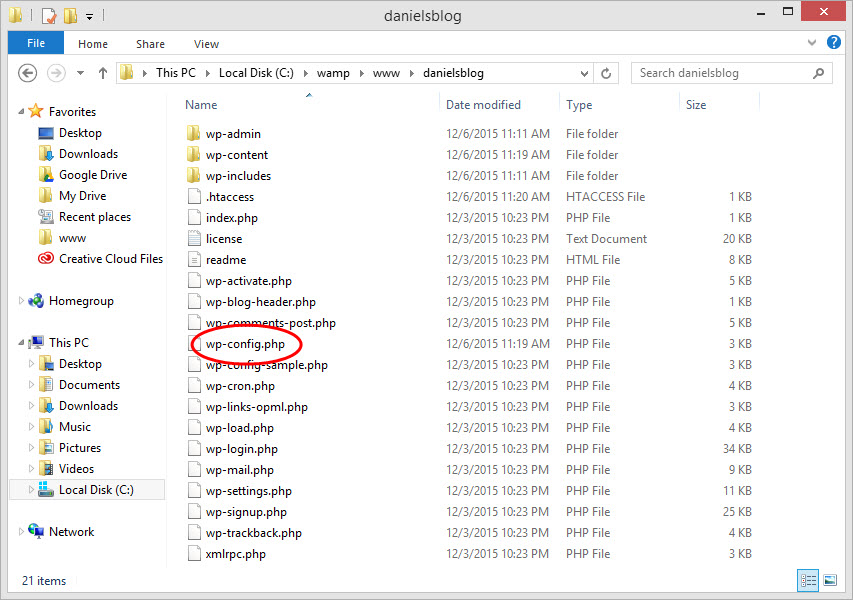 danielsblog
File Home Share View
This PC Local Disk (C:) wamp www danielsblog Search danielsblog
Favorites
Desktop
Downloads
Google Drive
My Drive
Recent places
www
Creative Cloud Files
Homegroup
This PC
Desktop
Documents
Downloads
Music
Pictures
Videos
Local Disk (C:)
Network
Name Date modified Type Size
wp-admin 12/6/2015 11:11 AM File folder
wp-content 12/6/2015 11:19 AM File folder
wp-includes 12/6/2015 11:11 AM File folder
.htaccess 12/6/2015 11:20 AM HTACCESS File 1 KB
index.php 12/3/2015 10:23 PM PHP File 1 KB
license 12/3/2015 10:23 PM Text Document 20 KB
readme 12/3/2015 10:23 PM HTML File 8 KB
wp-activate.php 12/3/2015 10:23 PM PHP File 5 KB
wp-blog-header.php 12/3/2015 10:23 PM PHP File 1 KB
wp-comments-post.php 12/3/2015 10:23 PM PHP File 5 KB
wp-config.php 12/6/2015 11:19 AM PHP File 3 KB
wp-config-sample.php 12/3/2015 10:23 PM PHP File 3 KB
wp-cron.php 12/3/2015 10:23 PM PHP File 4 KB
wp-links-opml.php 12/3/2015 10:23 PM PHP File 3 KB
wp-load.php 12/3/2015 10:23 PM PHP File 4 KB
wp-login.php 12/3/2015 10:23 PM PHP File 34 KB
wp-mail.php 12/3/2015 10:23 PM PHP File 9 KB
wp-settings.php 12/3/2015 10:23 PM PHP File 11 KB
wp-signup.php 12/3/2015 10:23 PM PHP File 25 KB
wp-trackback.php 12/3/2015 10:23 PM PHP File 4 KB
xmlrpc.php 12/3/2015 10:23 PM PHP File 3 KB
21 items